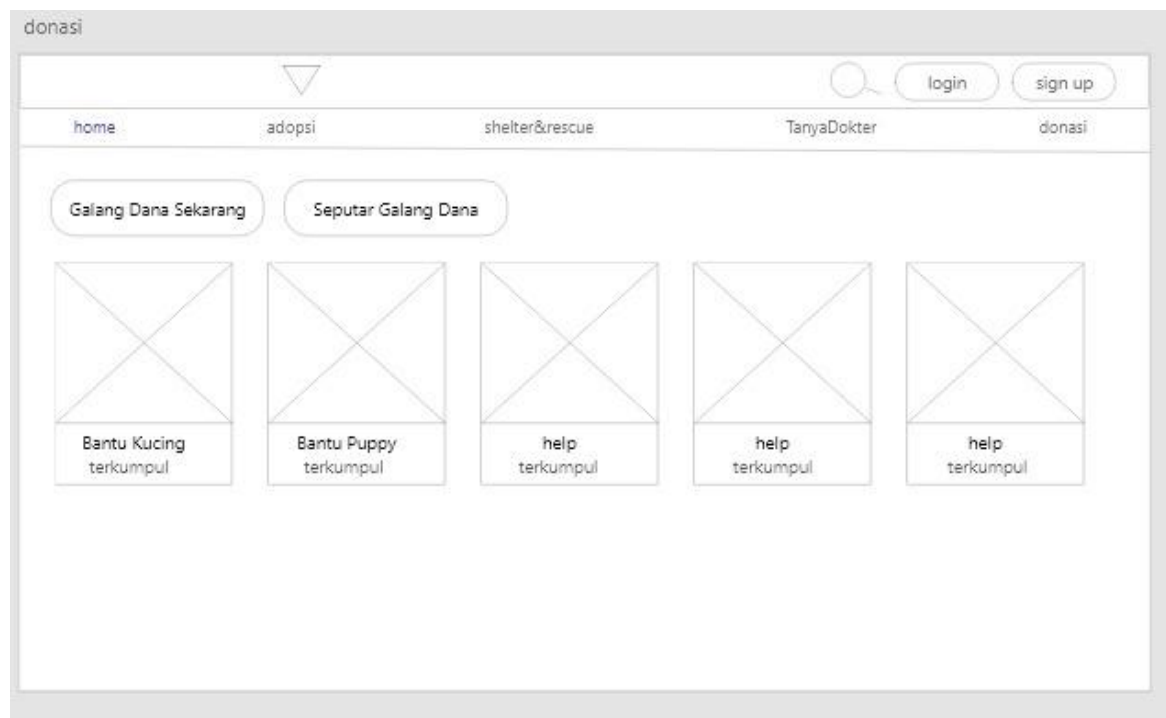 donasi
login
sign up
home
adopsi
shelter&rescue
TanyaDokter
donasi
Galang Dana Sekarang
Seputar Galang Dana
Bantu Kucing
terkumpul
Bantu Puppy
terkumpul
help
terkumpul
help
terkumpul
help
terkumpul